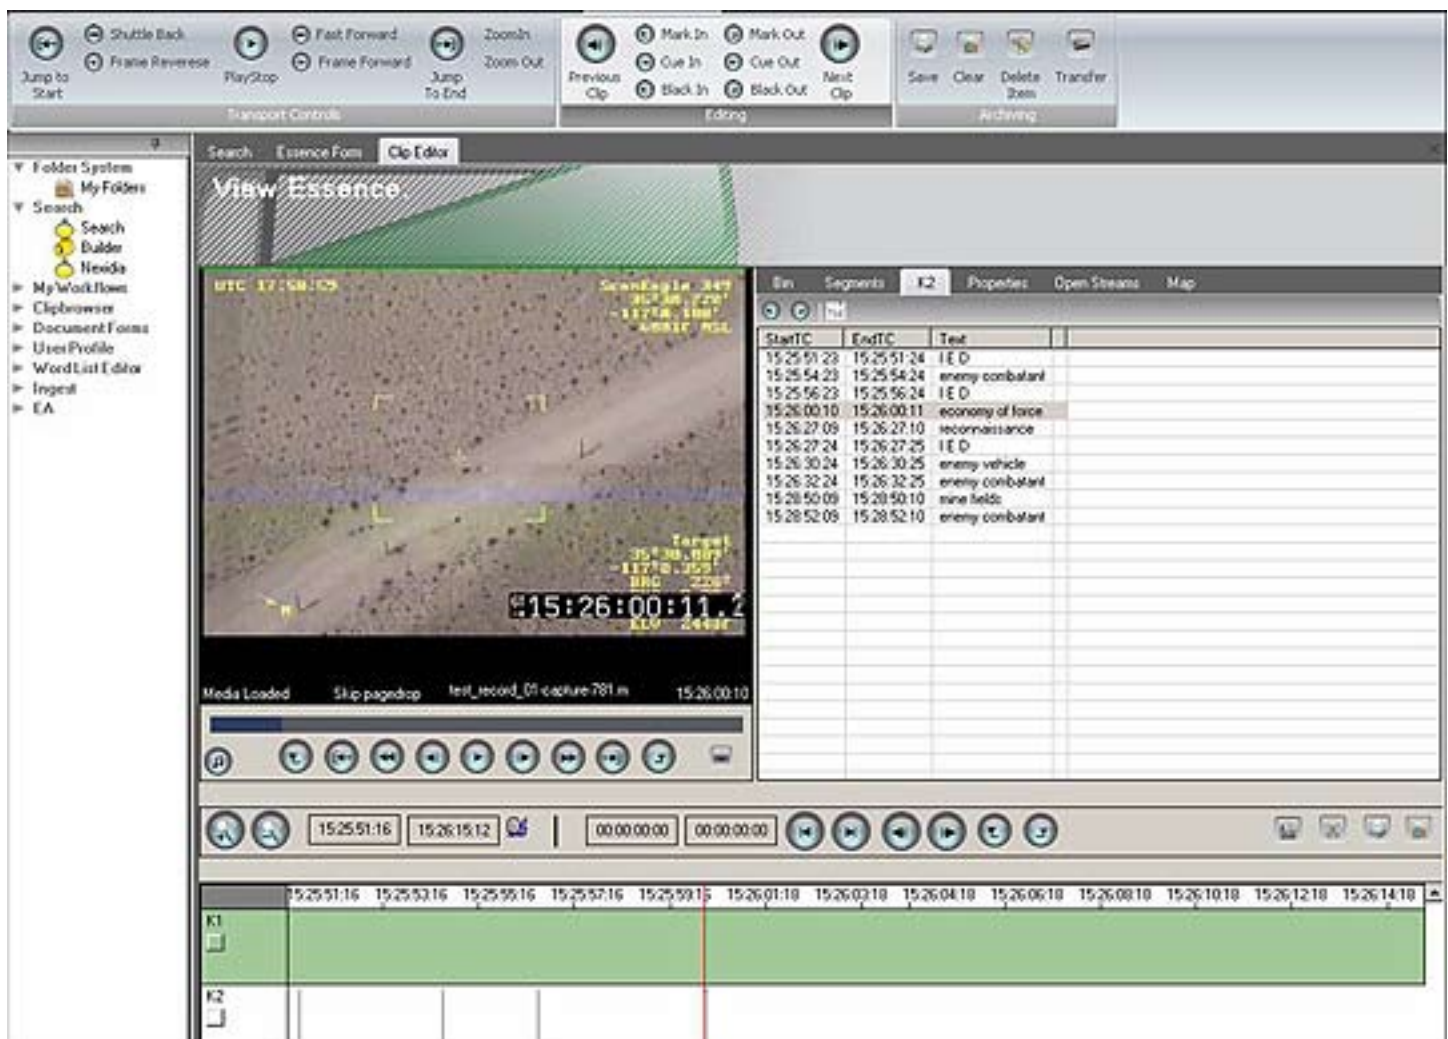 Shuttle Back
Frame Reverese
Jump to Start
PlayStop
Fast Forward
Frame Forward
Jump To End
ZoomIn
Zoom Out
Transport Controls
Previous Clip
Mark In
Mark Out
Cue In
Cue Out
Black In
Black Out
Next Clip
Editing
Save
Clear
Delete Item
Transfer
Archiving
Folder System
My Folders
Search
Search
Builder
Nexidia
My Workflows
Clipbrowser
Document Forms
User Profile
Word List Editor
Ingest
EA
Search Essence Form Clip Editor
View Essence.
UTC 17:50:59
ScanEagle 349
Target
15:26:00:11.2
Media Loaded Skip pagedrop test_record_01-capture-781.m 15:26:00:10
Bin Segments K2 Properties Open Streams Map
StartTC EndTC Text
15:25:51:23 15:25:51:24 I E D
15:25:54:23 15:25:54:24 enemy combatant
15:25:56:23 15:25:56:24 I E D
15:26:00:10 15:26:00:11 economy of force
15:26:27:09 15:26:27:10 reconnaissance
15:26:27:24 15:26:27:25 I E D
15:26:30:24 15:26:30:25 enemy vehicle
15:26:32:24 15:26:32:25 enemy combatant
15:28:50:09 15:28:50:10 mine fields
15:28:52:09 15:28:52:10 enemy combatant
15:25:51:16 15:26:15:12 00:00:00:00 00:00:00:00
15:25:51:16 15:25:53:16 15:25:55:16 15:25:57:16 15:25:59:16 15:26:01:18 15:26:03:18 15:26:04:18 15:26:06:18 15:26:08:18 15:26:10:18 15:26:12:18 15:26:14:18
K1
K2